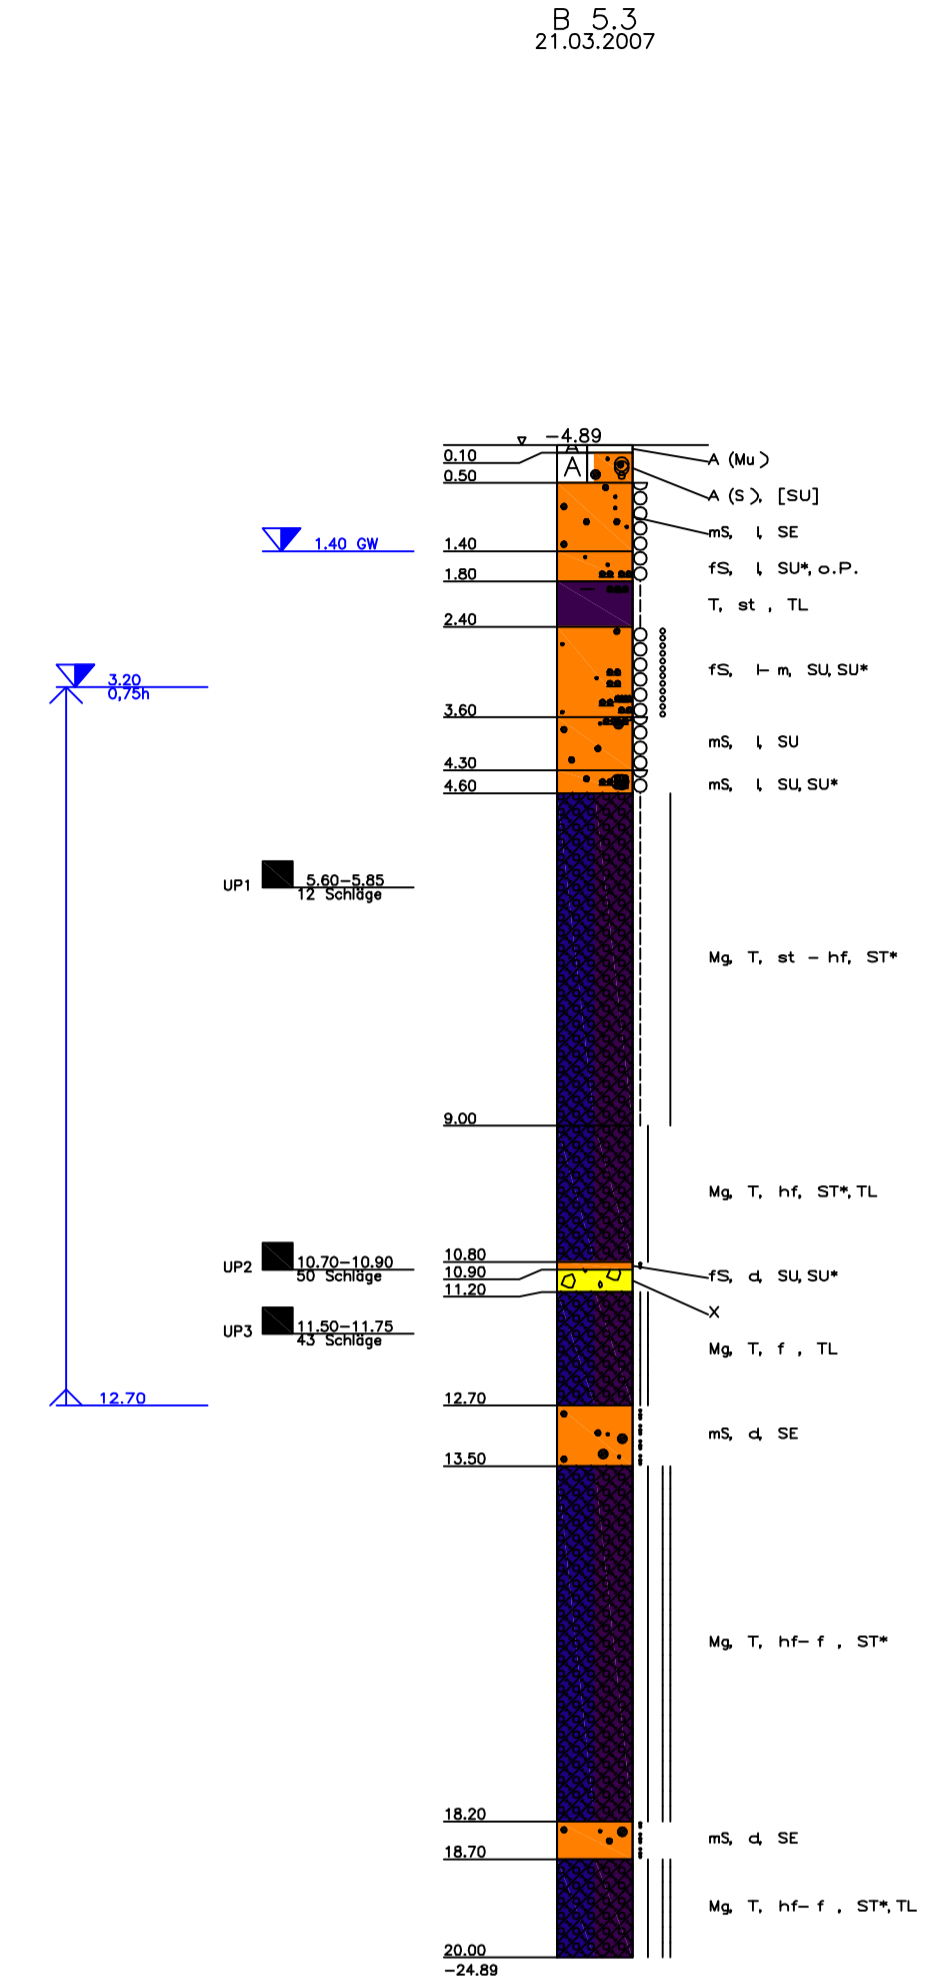 B 5.3
21.03.2007
-4.89
A
0.10
A (Mu)
A
0.50
A (S), [SU]
mS, l, SE
1.40 GW
1.40
fS, l, SU*, o.P.
1.80
T, st, TL
2.40
fS, l-m, SU, SU*
3.20
0,75h
3.60
mS, l, SU
4.30
mS, l, SU, SU*
4.60
UP1
5.60-5.85
12 Schläge
Mg, T, st - hf, ST*
9.00
Mg, T, hf, ST*, TL
UP2
10.70-10.90
50 Schläge
10.80
10.90
11.20
fS, d, SU, SU*
X
UP3
11.50-11.75
43 Schläge
Mg, T, f, TL
12.70
12.70
mS, d, SE
13.50
Mg, T, hf-f, ST*
18.20
mS, d, SE
18.70
Mg, T, hf-f, ST*, TL
20.00
-24.89